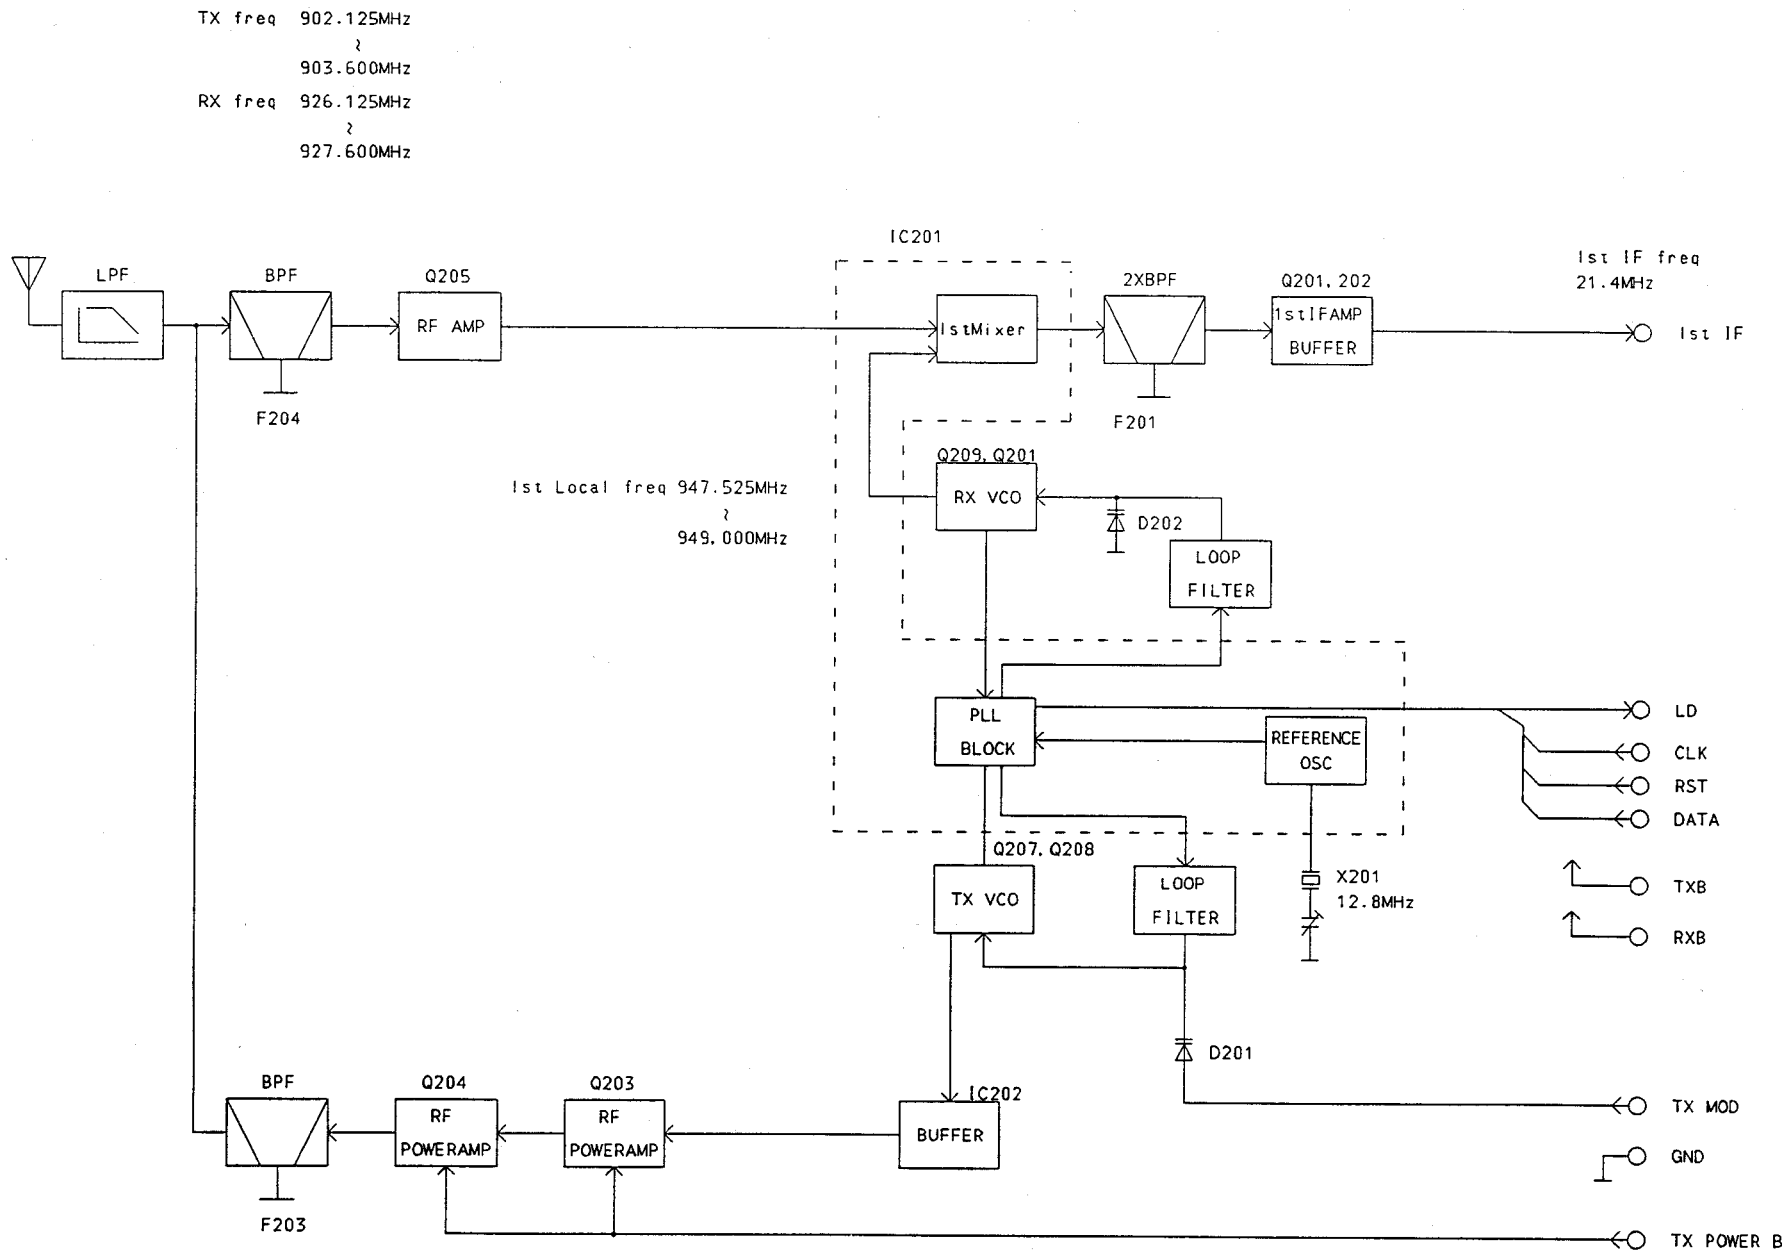 TX freq 902.125MHz
~
903.600MHz
RX freq 926.125MHz
~
927.600MHz
IC201
1st IF freq
21.4MHz
LPF
BPF
Q205
2XBPF
Q201, 202
RF AMP
1stMixer
1stIFAMP
BUFFER
1st IF
F204
F201
Q209, Q201
RX VCO
1st Local freq 947.525MHz
~
949,000MHz
D202
LOOP
FILTER
PLL
BLOCK
REFERENCE
OSC
LD
CLK
RST
DATA
Q207, Q208
TX VCO
LOOP
FILTER
X201
12.8MHz
TXB
RXB
D201
BPF
Q204
Q203
IC202
RF
POWERAMP
RF
POWERAMP
BUFFER
TX MOD
GND
F203
TX POWER B